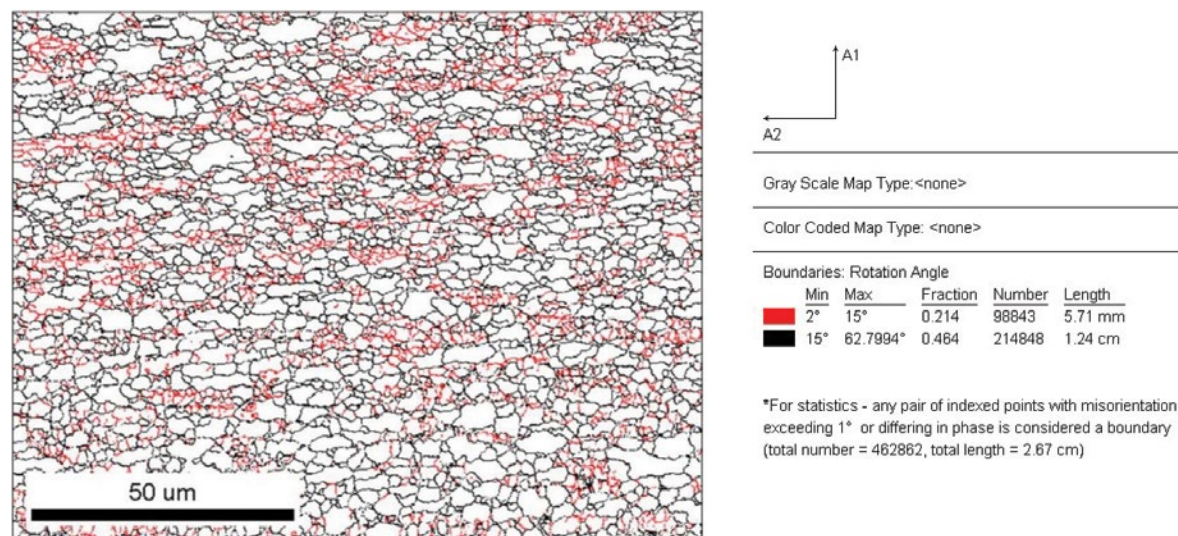 50 um
A1
A2
Gray Scale Map Type:<none>
Color Coded Map Type: <none>
Boundaries: Rotation Angle
Min Max Fraction Number Length
2° 15° 0.214 98843 5.71 mm
15° 62.7994° 0.464 214848 1.24 cm
*For statistics - any pair of indexed points with misorientation
exceeding 1° or differing in phase is considered a boundary
(total number = 462862, total length = 2.67 cm)